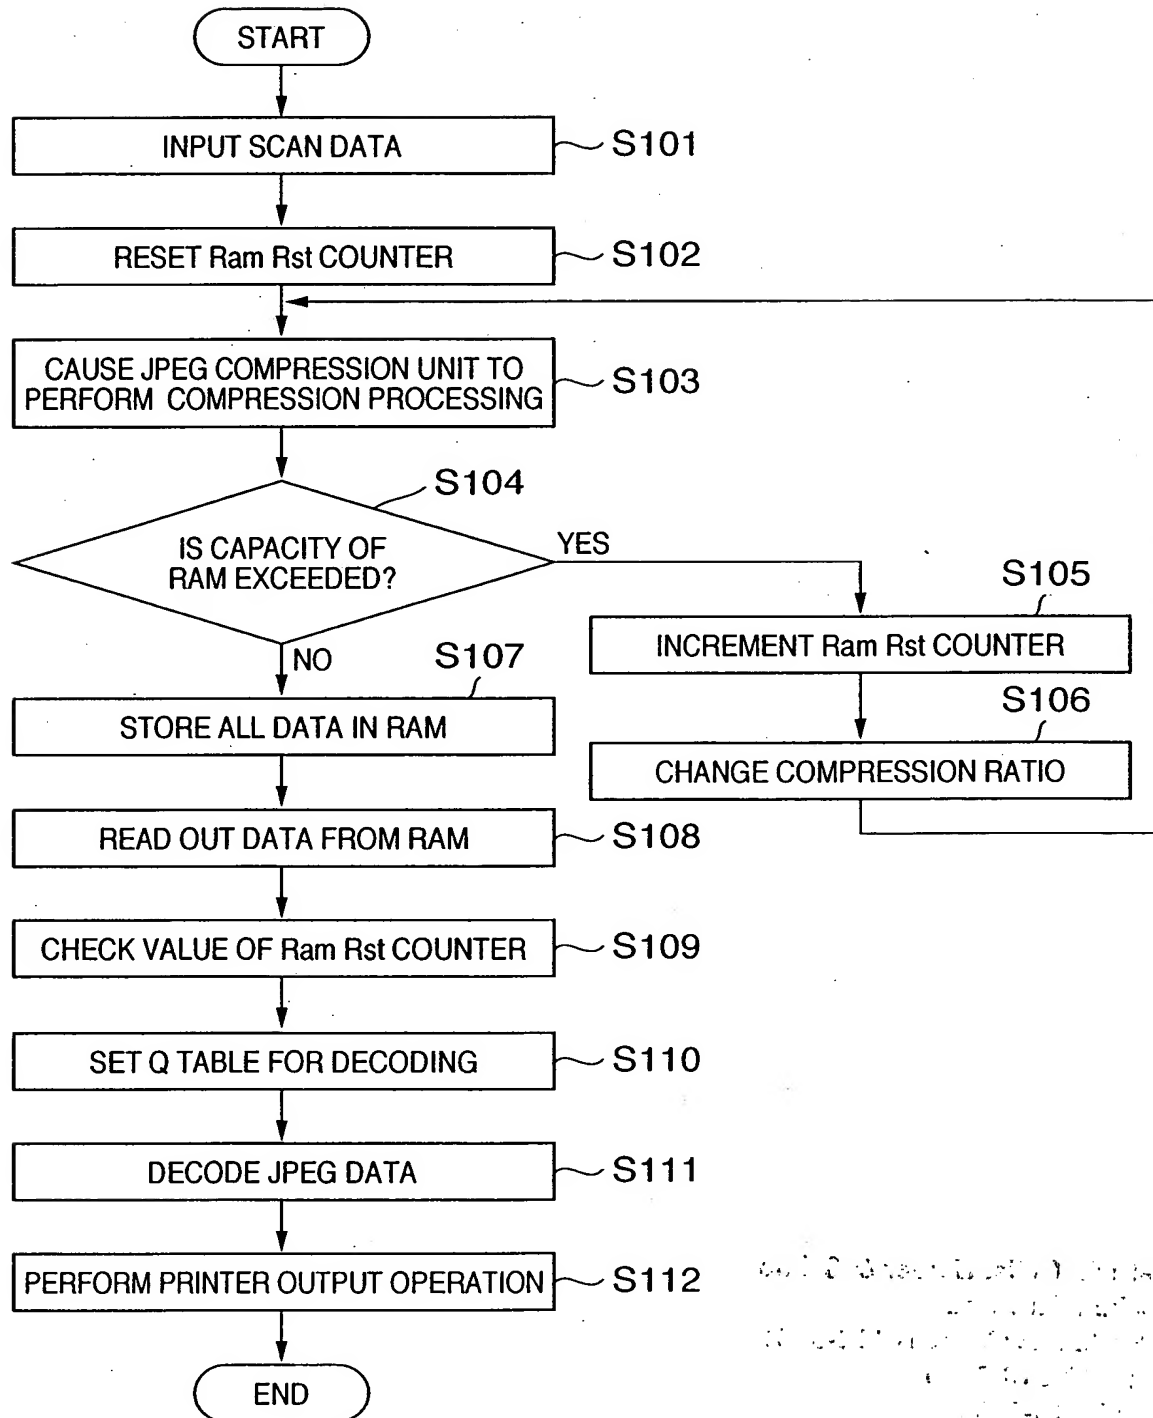 START
INPUT SCAN DATA
S101
RESET Ram Rst COUNTER
S102
CAUSE JPEG COMPRESSION UNIT TO
PERFORM COMPRESSION PROCESSING
S103
S104
IS CAPACITY OF
RAM EXCEEDED?
YES
NO
S105
INCREMENT Ram Rst COUNTER
S106
CHANGE COMPRESSION RATIO
S107
STORE ALL DATA IN RAM
READ OUT DATA FROM RAM
S108
CHECK VALUE OF Ram Rst COUNTER
S109
SET Q TABLE FOR DECODING
S110
DECODE JPEG DATA
S111
PERFORM PRINTER OUTPUT OPERATION
S112
END